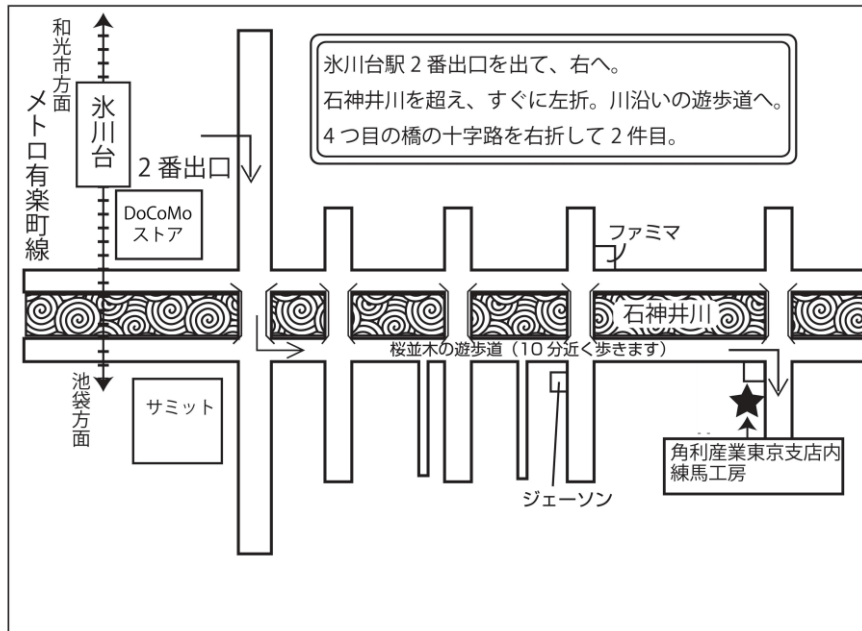 和光市方面
氷川台
メトロ有楽町線
2番出口
DoCoMo
ストア
氷川台駅2番出口を出て、右へ。
石神井川を超え、すぐに左折。川沿いの遊歩道へ。
4つ目の橋の十字路を右折して2件目。
ファミマ
石神井川
桜並木の遊歩道(10分近く歩きます)
池袋方面
サミット
ジェーソン
角利産業東京支店内
練馬工房